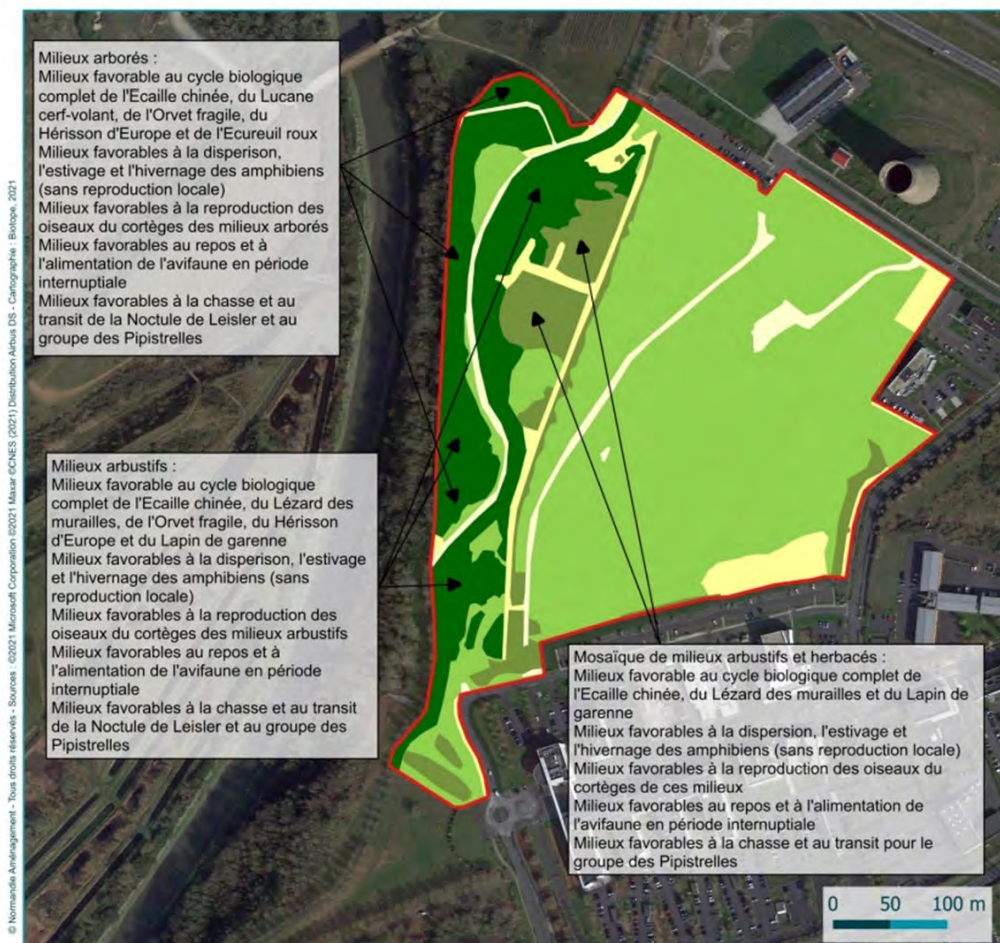 Milieux arborés :
Milieux favorable au cycle biologique
complet de l'Ecaille chinée, du Lucane
cerf-volant, de l'Orvet fragile, du
Hérisson d'Europe et de l'Ecureuil roux
Milieux favorables à la disperison,
l'estivage et l'hivernage des amphibiens
(sans reproduction locale)
Milieux favorables à la reproduction des
oiseaux du cortèges des milieux arborés
Milieux favorables au repos et à
l'alimentation de l'avifaune en période
internuptiale
Milieux favorables à la chasse et au
transit de la Noctule de Leisler et au
groupe des Pipistrelles
Milieux arbustifs :
Milieux favorable au cycle biologique
complet de l'Ecaille chinée, du Lézard des
murailles, de l'Orvet fragile, du Hérisson
d'Europe et du Lapin de garenne
Milieux favorables à la disperison, l'estivage
et l'hivernage des amphibiens (sans
reproduction locale)
Milieux favorables à la reproduction des
oiseaux du cortèges des milieux arbustifs
Milieux favorables au repos et à
l'alimentation de l'avifaune en période
internuptiale
Milieux favorables à la chasse et au transit
de la Noctule de Leisler et au groupe des
Pipistrelles
Mosaïque de milieux arbustifs et herbacés :
Milieux favorable au cycle biologique complet de
l'Ecaille chinée, du Lézard des murailles et du Lapin de
garenne
Milieux favorables à la dispersion, l'estivage et
l'hivernage des amphibiens (sans reproduction locale)
Milieux favorables à la reproduction des oiseaux du
cortèges de ces milieux
Milieux favorables au repos et à l'alimentation de
l'avifaune en période internuptiale
Milieux favorables à la chasse et au transit pour le
groupe des Pipistrelles
0 50 100 m
© Normandie Aménagement - Tous droits réservés - Sources : ©2021 Microsoft Corporation ©2021 Maxar ©CNES (2021) Distribution Airbus DS - Cartographie : Biotope, 2021